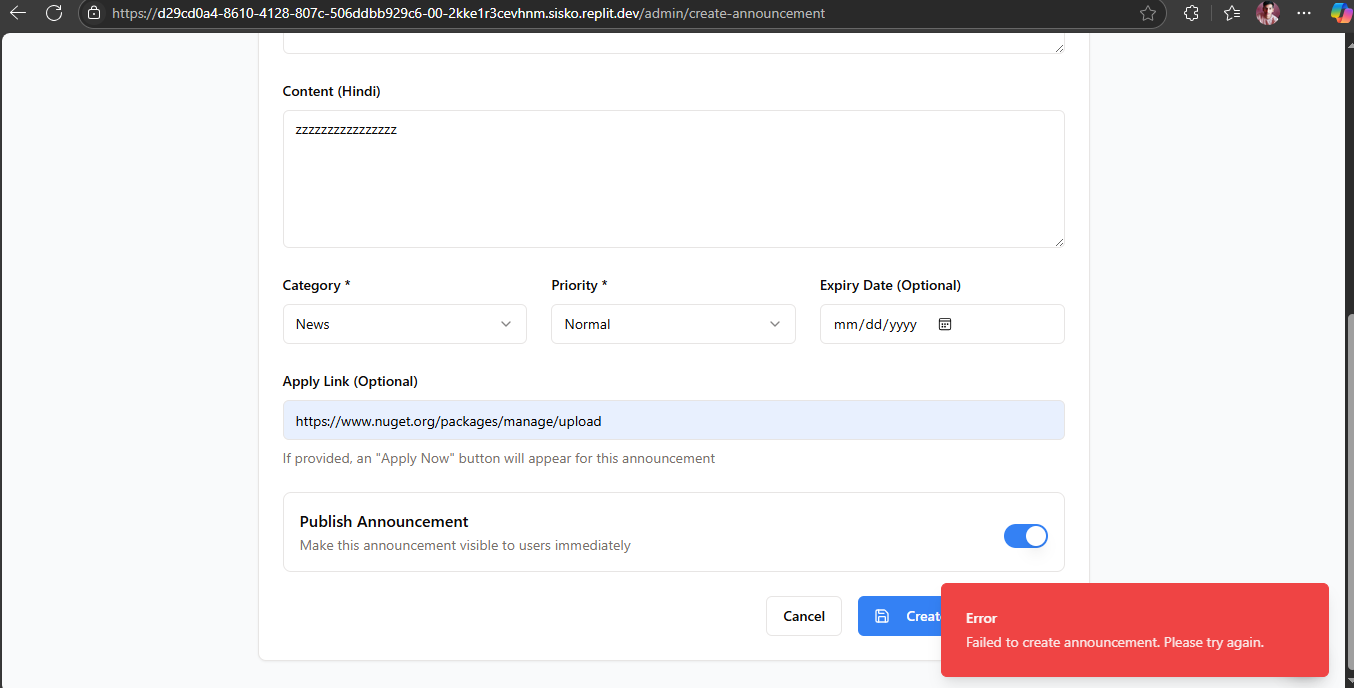 https://d29cd0a4-8610-4128-807c-506ddbb929c6-00-2kke1r3cevhnm.sisko.replit.dev/admin/create-announcement
Content (Hindi)
zzzzzzzzzzzzzzzz
Category * Priority * Expiry Date (Optional)
News Normal mm/dd/yyyy
Apply Link (Optional)
https://www.nuget.org/packages/manage/upload
If provided, an "Apply Now" button will appear for this announcement
Publish Announcement
Make this announcement visible to users immediately
Cancel Creat
Error
Failed to create announcement. Please try again.